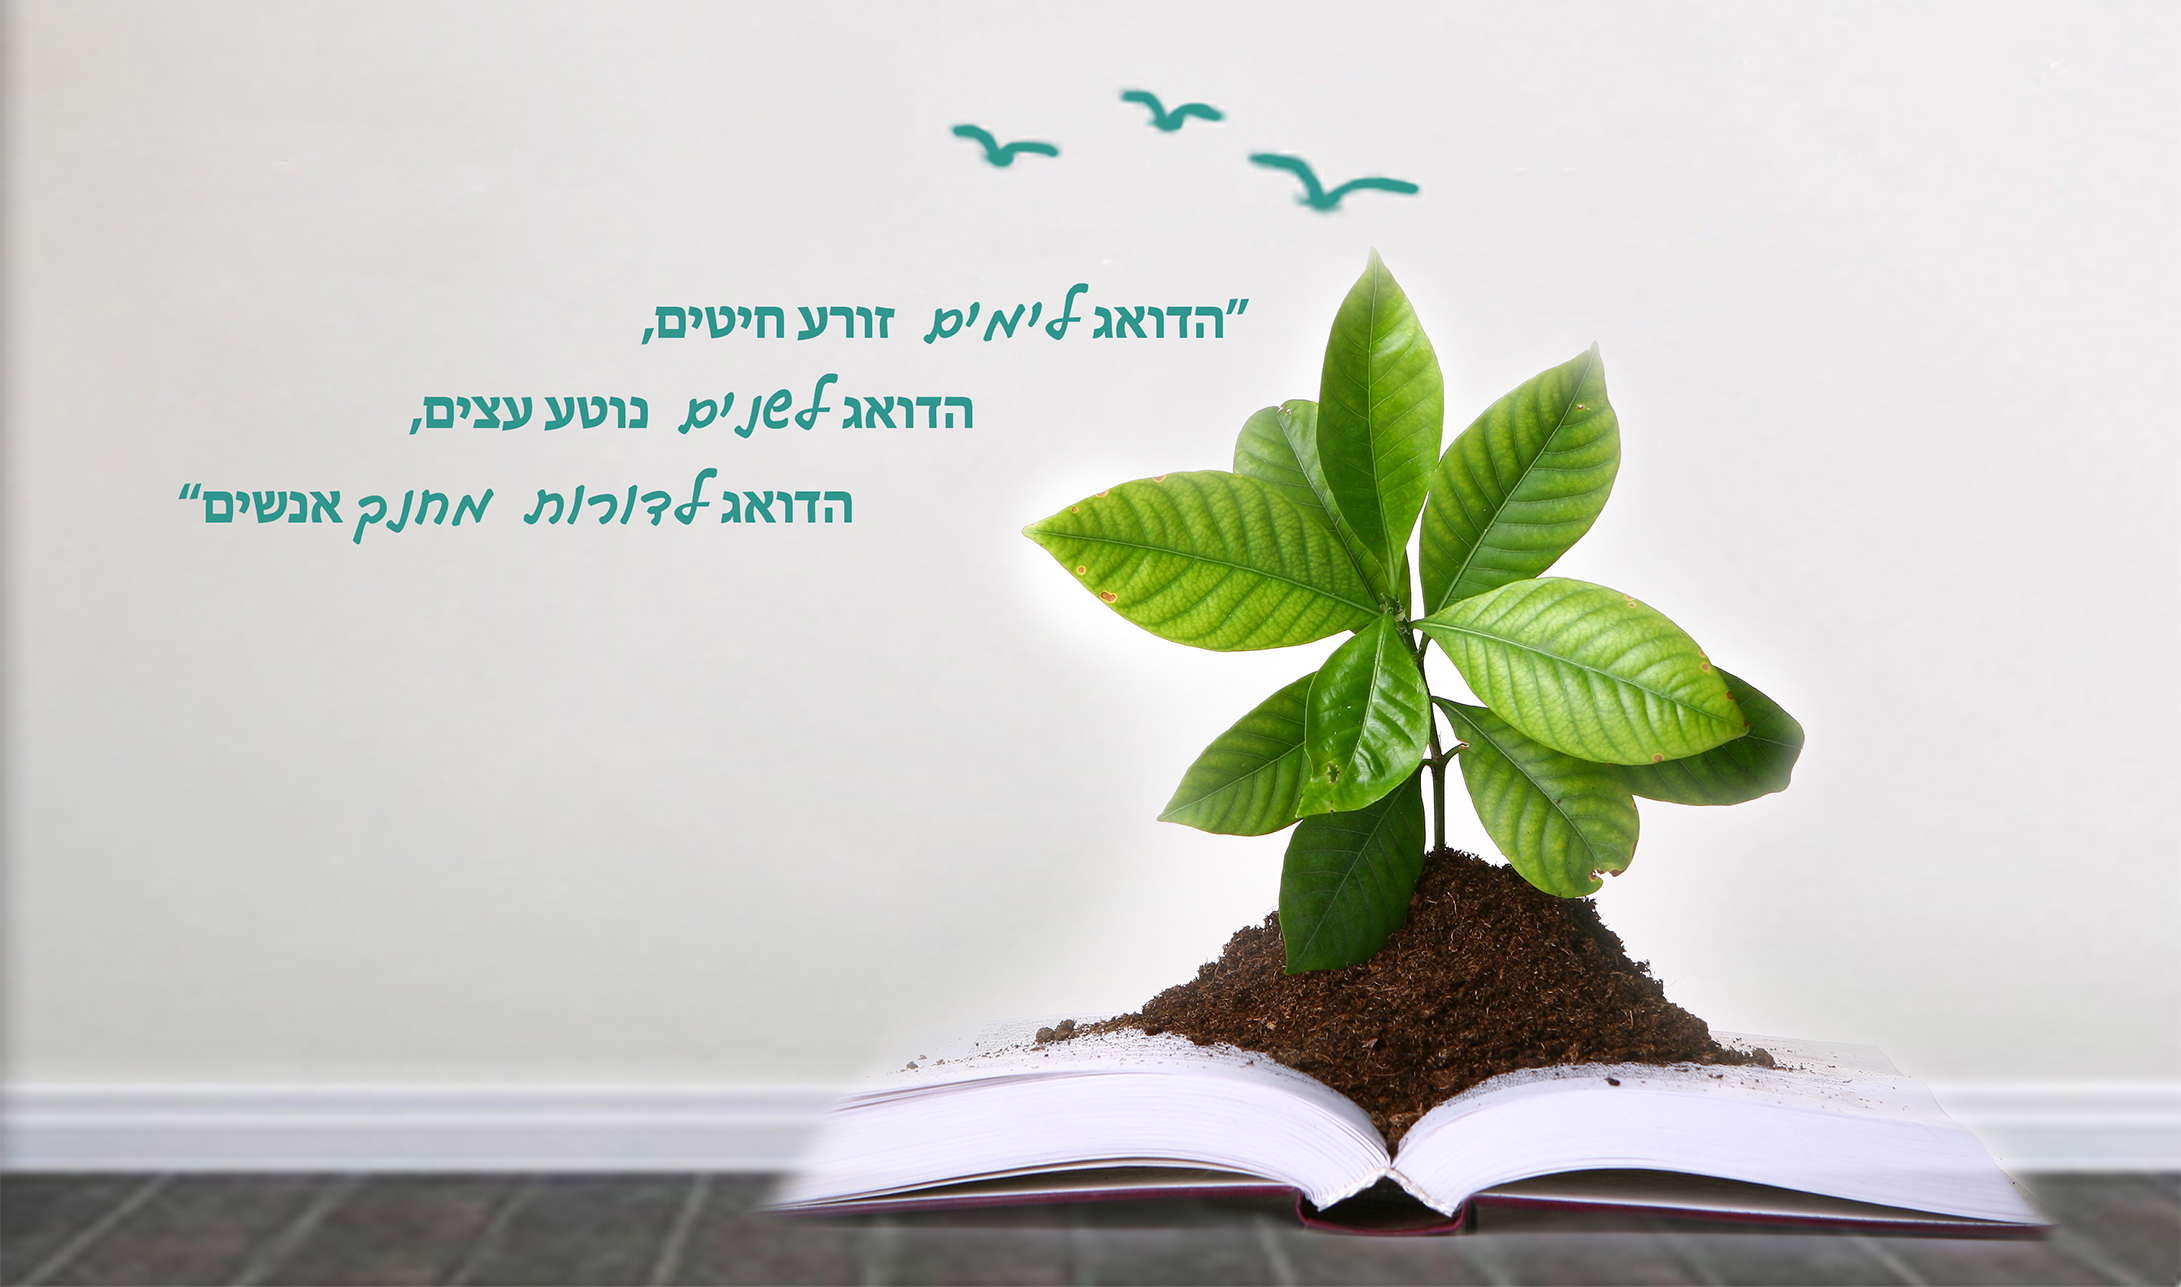 "הדואג לימים זורע חיטים,
הדואג לשנים נוטע עצים,
הדואג לדורות מחנך אנשים"